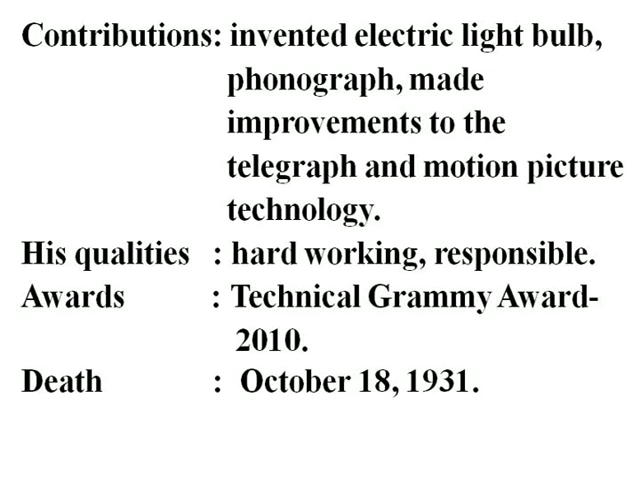 Contributions: invented electric light bulb,
phonograph, made
improvements to the
telegraph and motion picture
technology.
His qualities : hard working, responsible.
Awards : Technical Grammy Award-
2010.
Death : October 18, 1931.